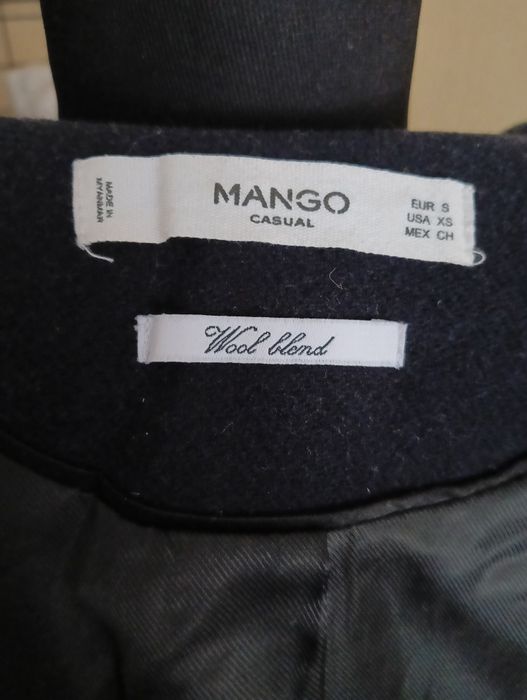 MADE IN
MYANMAR
MANGO
CASUAL
EUR S
USA XS
MEX CH
Wool blend